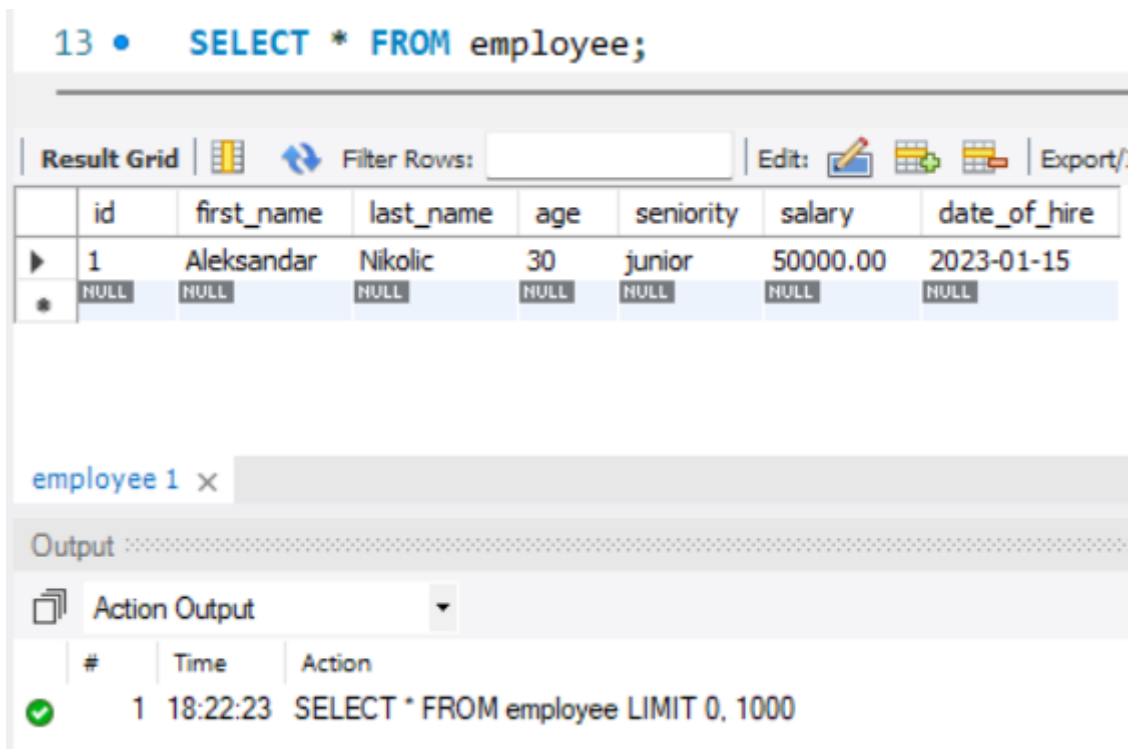 13 SELECT * FROM employee;
Result Grid Filter Rows: Edit: Export/
id first_name last_name age seniority salary date_of_hire
1 Aleksandar Nikolic 30 junior 50000.00 2023-01-15
NULL NULL NULL NULL NULL NULL NULL
employee 1
Output
Action Output
# Time Action
1 18:22:23 SELECT * FROM employee LIMIT 0, 1000